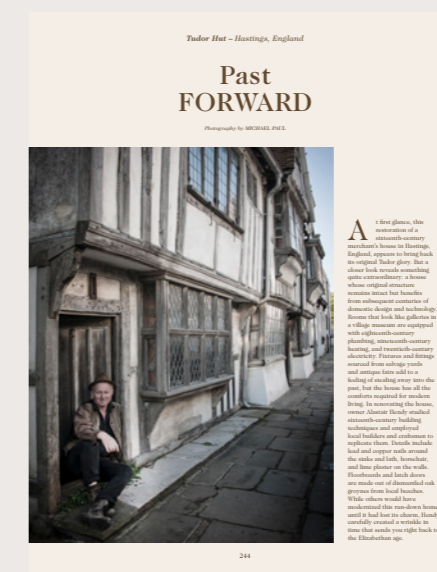 Tudor Hut – Hastings, England
Past
FORWARD
Photography by MICHAEL PAUL
At first glance, this
restoration of a
sixteenth-century
merchant's house in Hastings,
England, appears to bring back
its original Tudor glory. But a
closer look reveals something
quite extraordinary: a house
whose original structure
remains intact but benefits
from subsequent centuries of
domestic design and technology.
Rooms that look like galleries in
a village museum are equipped
with eighteenth-century
plumbing, nineteenth-century
heating, and twentieth-century
electricity. Fixtures and fittings
sourced from salvage yards
and antique fairs add to a
feeling of stealing away into the
past, but the house has all the
comforts required for modern
living. In renovating the house,
owner Alastair Hendy studied
sixteenth-century building
techniques and employed
local builders and craftsmen to
replicate them. Details include
lead and copper nails around
the sinks and bath, horsehair,
and lime plaster on the walls.
Floorboards and latch doors
are made out of dismantled oak
groynes from local beaches.
While others would have
modernized this run-down home
until it had lost its charm, Hendy
carefully created a wrinkle in
time that sends you right back to
the Elizabethan age.
244